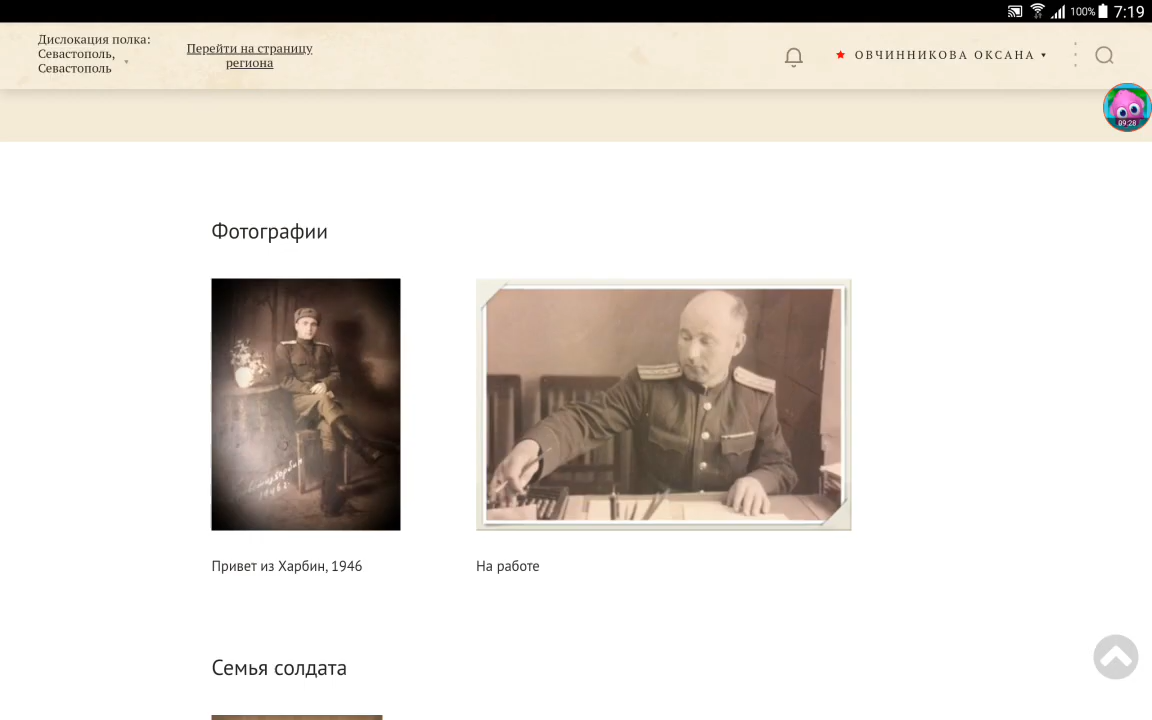 100% 7:19
Дислокация полка:
Севастополь,
Севастополь
Перейти на страницу
региона
ОВЧИННИКОВА ОКСАНА
09:28
Фотографии
1946 г.
Привет из Харбин, 1946
На работе
Семья солдата